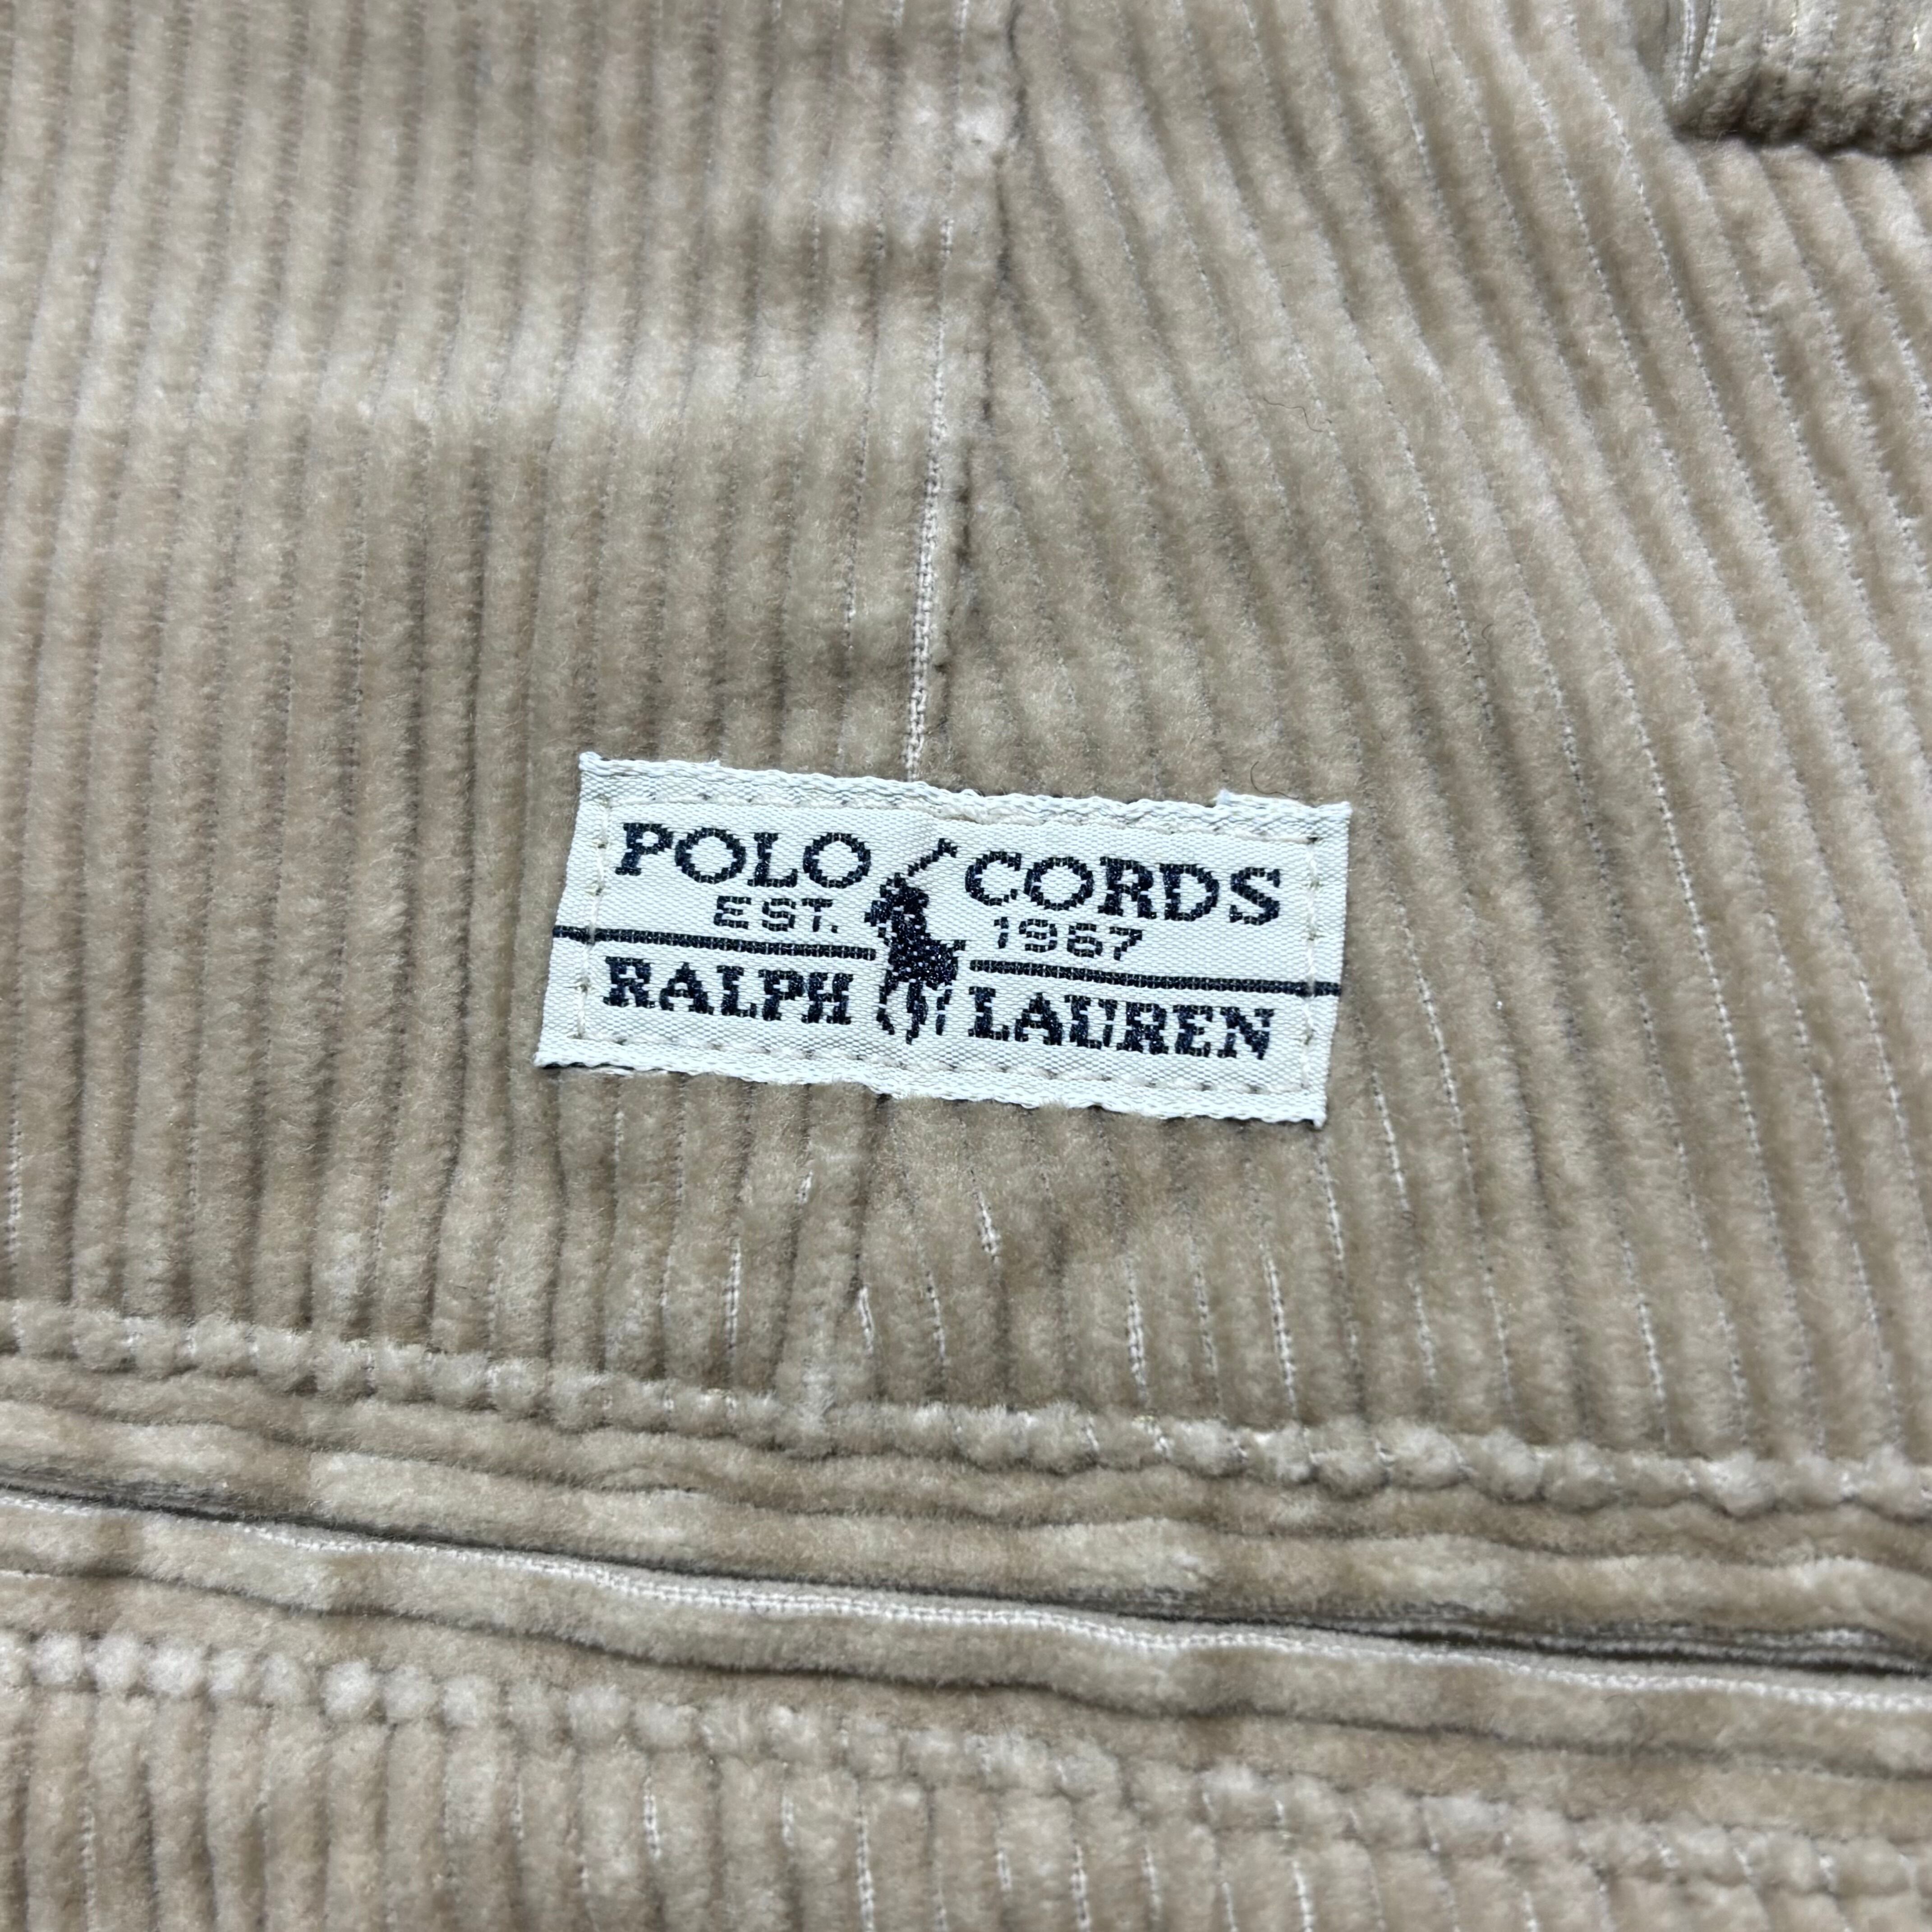 POLO CORDS
EST. 1967
RALPH LAUREN